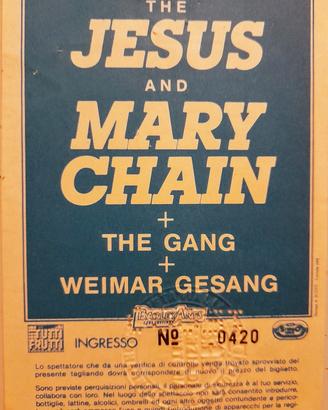 THE
JESUS
AND
MARY
CHAIN
+
THE GANG
+
WEIMAR GESANG
BARLEY ARTS
TUTTI
FRUTTI
INGRESSO Nº 0420
Lo spettatore che da una verifica di controllo venga trovato sprovvisto del
presente tagliando dovrà corrispondere di nuovo il prezzo del biglietto.
Sono previste perquisizioni personali, il personale di sicurezza è al tuo servizio,
collabora con loro. Nel luogo dello spettacolo non sarà consentito introdurre,
bottiglie, lattine, alcolici, ombrelli ed ogni altro oggetto contundente e perico-